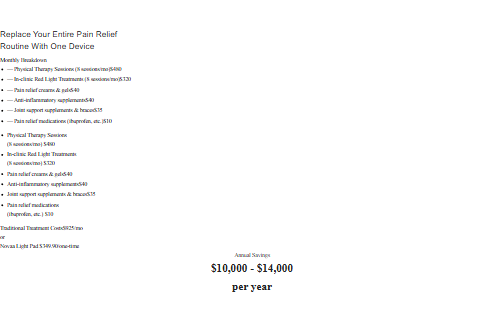 Replace Your Entire Pain Relief
Routine With One Device
Monthly Breakdown
• — Physical Therapy Sessions (8 sessions/mo)$480
• — In-clinic Red Light Treatments (8 sessions/mo)$320
• — Pain relief creams & gels$40
• — Anti-inflammatory supplements$40
• — Joint support supplements & braces$35
• — Pain relief medications (ibuprofen, etc.)$10
• Physical Therapy Sessions
(8 sessions/mo) $480
• In-clinic Red Light Treatments
(8 sessions/mo) $320
• Pain relief creams & gels$40
• Anti-inflammatory supplements$40
• Joint support supplements & braces$35
• Pain relief medications
(ibuprofen, etc.) $10
Traditional Treatment Costs$925/mo
or
Novaa Light Pad$349.90/one-time
Annual Savings
$10,000 - $14,000
per year